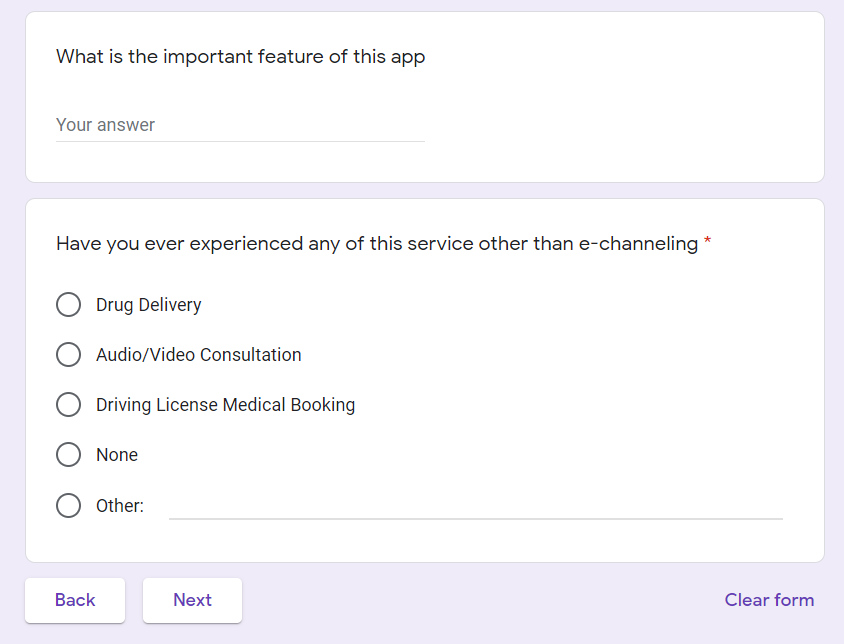 What is the important feature of this app
Your answer
Have you ever experienced any of this service other than e-channeling *
Drug Delivery
Audio/Video Consultation
Driving License Medical Booking
None
Other:
Back Next Clear form